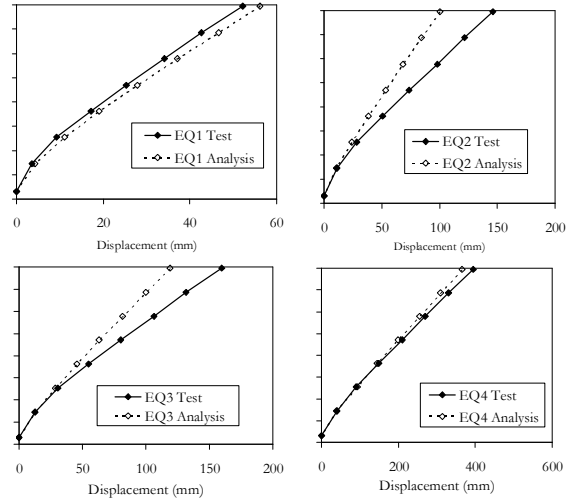 EQ1 Test
EQ1 Analysis
0 20 40 60
Displacement (mm)
EQ2 Test
EQ2 Analysis
0 50 100 150 200
Displacement (mm)
EQ3 Test
EQ3 Analysis
0 50 100 150 200
Displacement (mm)
EQ4 Test
EQ4 Analysis
0 200 400 600
Displacement (mm)